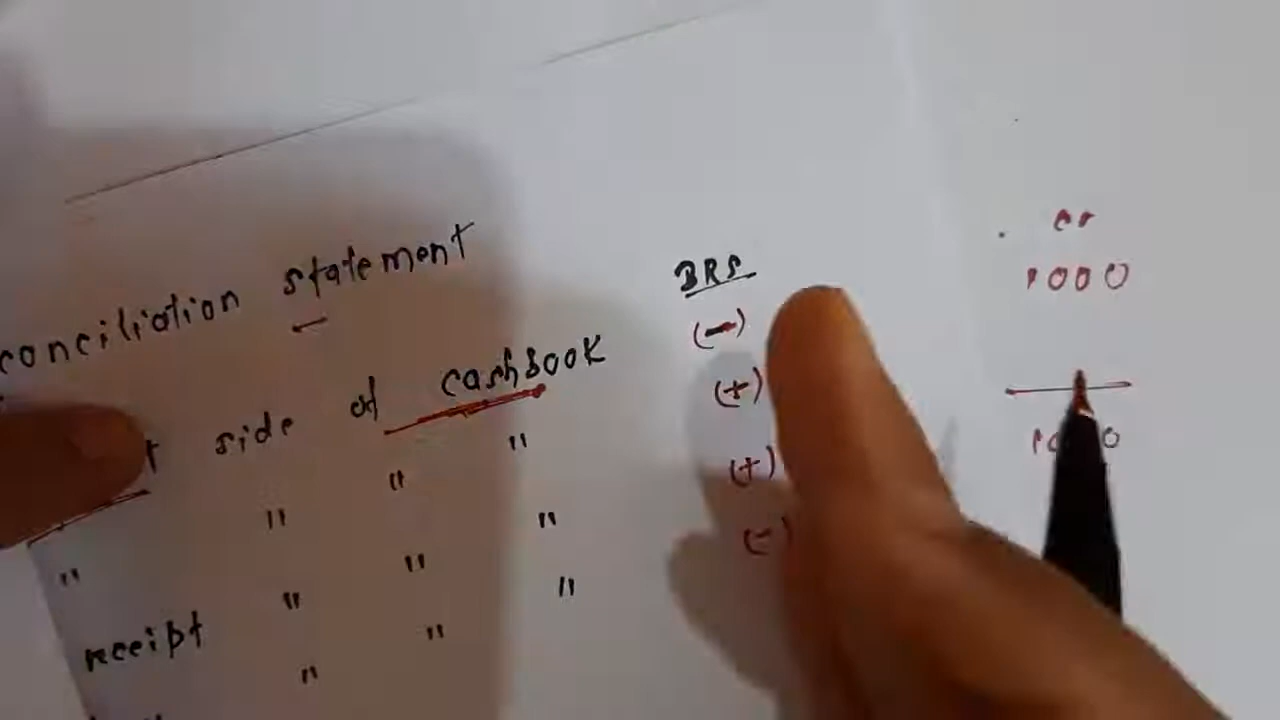 conciliation statement
side of cashbook
" " "
" " "
receipt " "
"
BRS
(-)
(+)
(+)
(-)
cr
1000